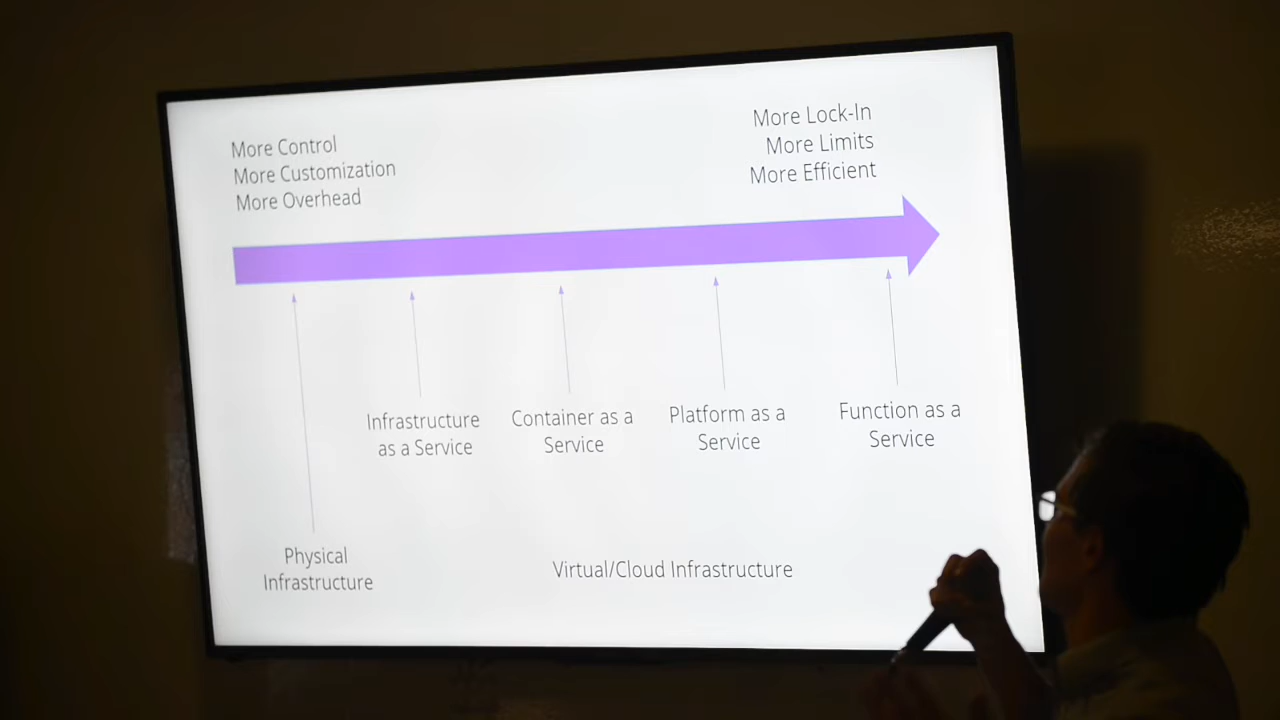 More Control
More Customization
More Overhead
More Lock-In
More Limits
More Efficient
Infrastructure
as a Service
Container as a
Service
Platform as a
Service
Function as a
Service
Physical
Infrastructure
Virtual/Cloud Infrastructure